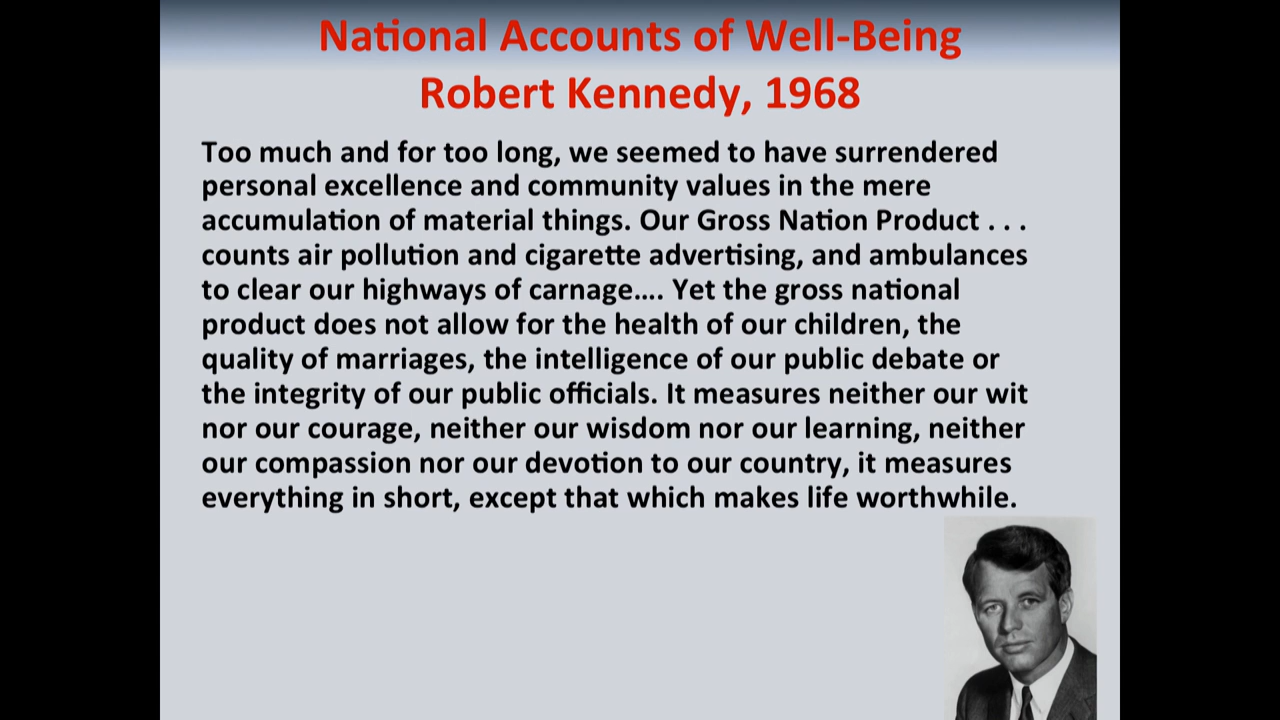 National Accounts of Well-Being
Robert Kennedy, 1968
Too much and for too long, we seemed to have surrendered
personal excellence and community values in the mere
accumulation of material things. Our Gross Nation Product . . .
counts air pollution and cigarette advertising, and ambulances
to clear our highways of carnage…. Yet the gross national
product does not allow for the health of our children, the
quality of marriages, the intelligence of our public debate or
the integrity of our public officials. It measures neither our wit
nor our courage, neither our wisdom nor our learning, neither
our compassion nor our devotion to our country, it measures
everything in short, except that which makes life worthwhile.